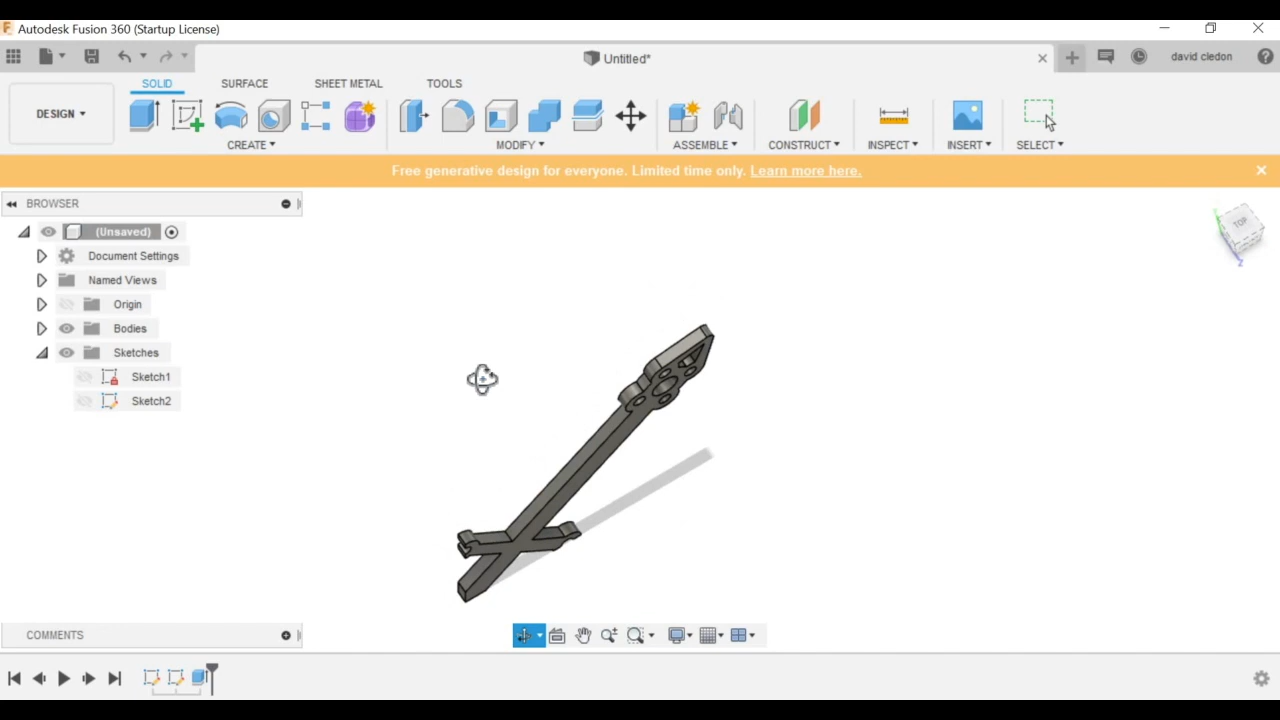 Autodesk Fusion 360 (Startup License)
Untitled*
david cledon
DESIGN
SOLID SURFACE SHEET METAL TOOLS
CREATE MODIFY ASSEMBLE CONSTRUCT INSPECT INSERT SELECT
Free generative design for everyone. Limited time only. Learn more here.
BROWSER
(Unsaved)
Document Settings
Named Views
Origin
Bodies
Sketches
Sketch1
Sketch2
TOP
Z
COMMENTS